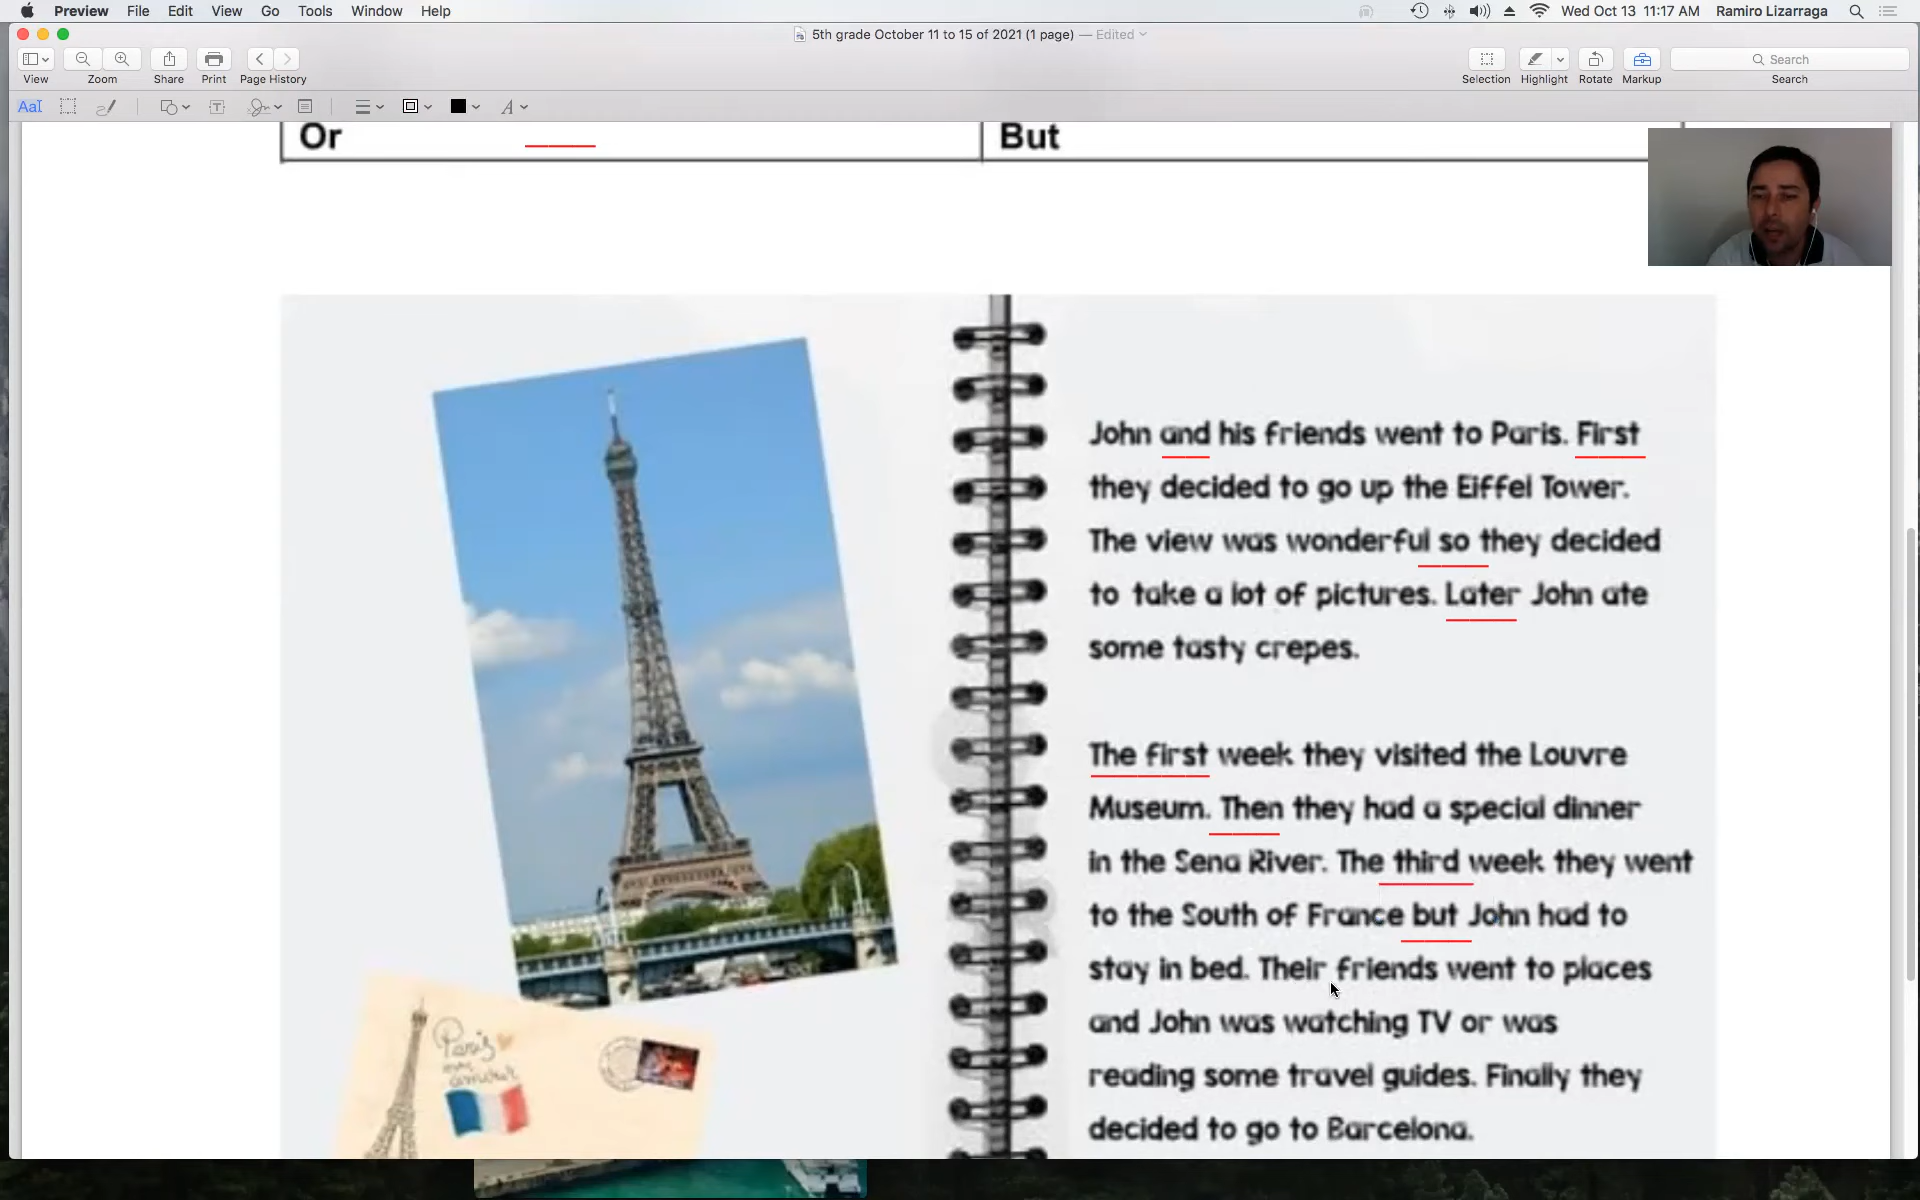 Preview File Edit View Go Tools Window Help Wed Oct 13 11:17 AM Ramiro Lizarraga
5th grade October 11 to 15 of 2021 (1 page) — Edited
View Zoom Share Print Page History Selection Highlight Rotate Markup Search
Search
AaI T A
Or But
John and his friends went to Paris. First
they decided to go up the Eiffel Tower.
The view was wonderful so they decided
to take a lot of pictures. Later John ate
some tasty crepes.
The first week they visited the Louvre
Museum. Then they had a special dinner
in the Sena River. The third week they went
to the South of France but John had to
stay in bed. Their friends went to places
and John was watching TV or was
reading some travel guides. Finally they
decided to go to Barcelona.
Paris
mon
amour